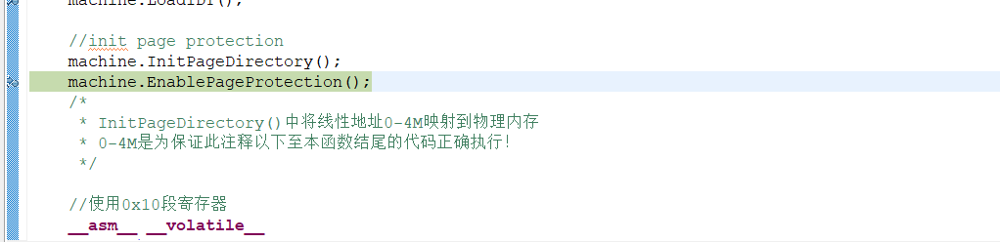 machine.LoadIDT();
//init page protection
machine.InitPageDirectory();
machine.EnablePageProtection();
/*
* InitPageDirectory()中将线性地址0-4M映射到物理内存
* 0-4M是为保证此注释以下至本函数结尾的代码正确执行!
*/
//使用0x10段寄存器
__asm__ __volatile__